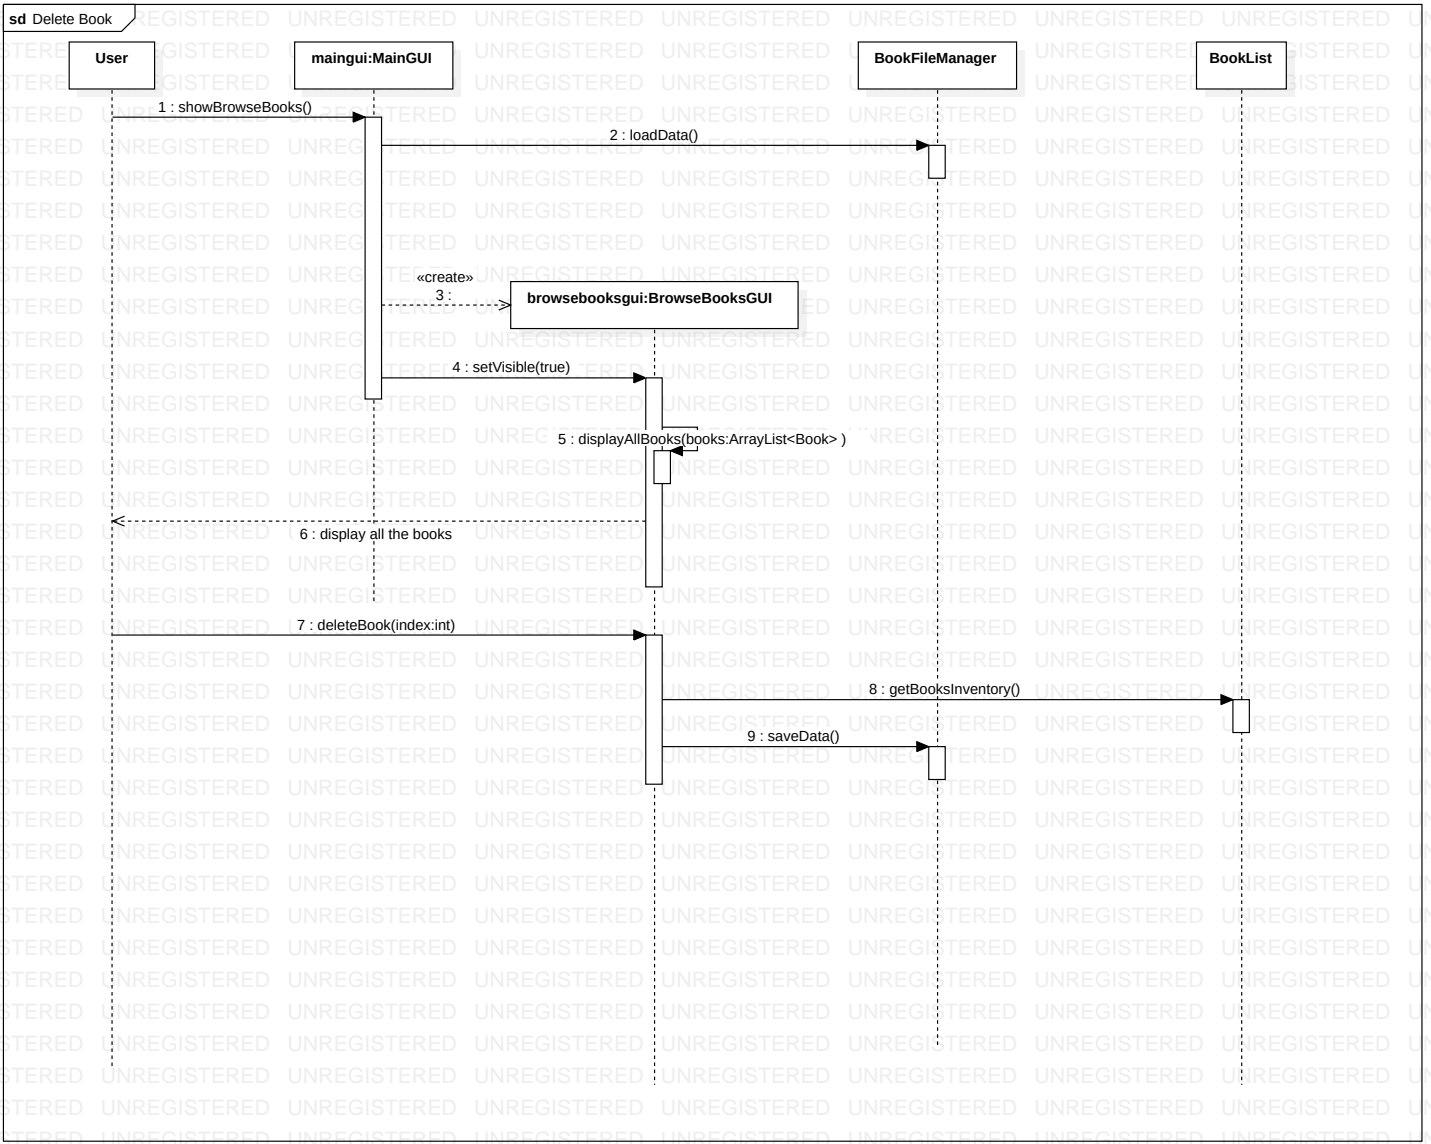 sd Delete Book
User
maingui:MainGUI
BookFileManager
BookList
1 : showBrowseBooks()
2 : loadData()
«create»
3 :
browsebooksgui:BrowseBooksGUI
4 : setVisible(true)
5 : displayAllBooks(books:ArrayList<Book> )
6 : display all the books
7 : deleteBook(index:int)
8 : getBooksInventory()
9 : saveData()
UNREGISTERED